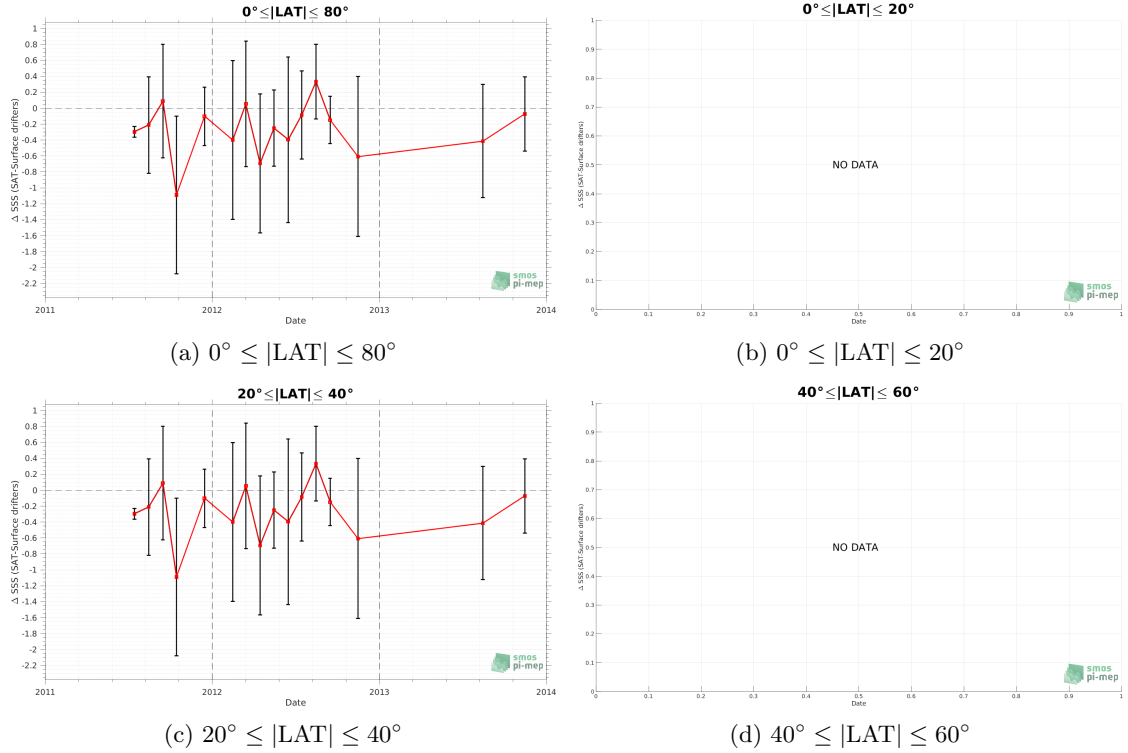 0°≤|LAT|≤ 80°
1
0.8
0.6
0.4
0.2
0
-0.2
-0.4
-0.6
-0.8
-1
-1.2
-1.4
-1.6
-1.8
-2
-2.2
Δ SSS (SAT-Surface drifters)
2011 2012 2013 2014
Date
smos
pi-mep
(a) 0° ≤ |LAT| ≤ 80°
0°≤|LAT|≤ 20°
1
0.9
0.8
0.7
0.6
0.5
0.4
0.3
0.2
0.1
0
Δ SSS (SAT-Surface drifters)
NO DATA
0 0.1 0.2 0.3 0.4 0.5 0.6 0.7 0.8 0.9 1
Date
smos
pi-mep
(b) 0° ≤ |LAT| ≤ 20°
20°≤|LAT|≤ 40°
1
0.8
0.6
0.4
0.2
0
-0.2
-0.4
-0.6
-0.8
-1
-1.2
-1.4
-1.6
-1.8
-2
-2.2
Δ SSS (SAT-Surface drifters)
2011 2012 2013 2014
Date
smos
pi-mep
(c) 20° ≤ |LAT| ≤ 40°
40°≤|LAT|≤ 60°
1
0.9
0.8
0.7
0.6
0.5
0.4
0.3
0.2
0.1
0
Δ SSS (SAT-Surface drifters)
NO DATA
0 0.1 0.2 0.3 0.4 0.5 0.6 0.7 0.8 0.9 1
Date
smos
pi-mep
(d) 40° ≤ |LAT| ≤ 60°